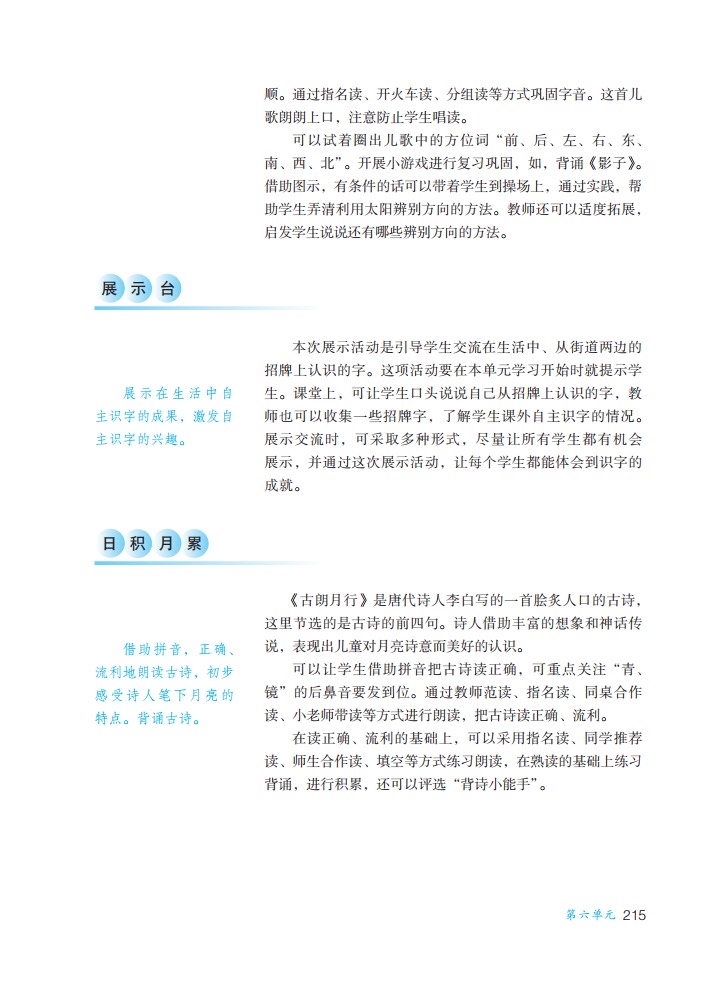 顺。通过指名读、开火车读、分组读等方式巩固字音。这首儿
歌朗朗上口，注意防止学生唱读。
可以试着圈出儿歌中的方位词“前、后、左、右、东、
南、西、北”。开展小游戏进行复习巩固，如，背诵《影子》。
借助图示，有条件的话可以带着学生到操场上，通过实践，帮
助学生弄清利用太阳辨别方向的方法。教师还可以适度拓展，
启发学生说说还有哪些辨别方向的方法。
展示台
展示在生活中自
主识字的成果，激发自
主识字的兴趣。
本次展示活动是引导学生交流在生活中、从街道两边的
招牌上认识的字。这项活动要在本单元学习开始时就提示学
生。课堂上，可让学生口头说说自己从招牌上认识的字，教
师也可以收集一些招牌字，了解学生课外自主识字的情况。
展示交流时，可采取多种形式，尽量让所有学生都有机会
展示，并通过这次展示活动，让每个学生都能体会到识字的
成就。
日积月累
借助拼音，正确、
流利地朗读古诗，初步
感受诗人笔下月亮的
特点。背诵古诗。
《古朗月行》是唐代诗人李白写的一首脍炙人口的古诗，
这里节选的是古诗的前四句。诗人借助丰富的想象和神话传
说，表现出儿童对月亮诗意而美好的认识。
可以让学生借助拼音把古诗读正确，可重点关注“青、
镜”的后鼻音要发到位。通过教师范读、指名读、同桌合作
读、小老师带读等方式进行朗读，把古诗读正确、流利。
在读正确、流利的基础上，可以采用指名读、同学推荐
读、师生合作读、填空等方式练习朗读，在熟读的基础上练习
背诵，进行积累，还可以评选“背诗小能手”。
第六单元 215